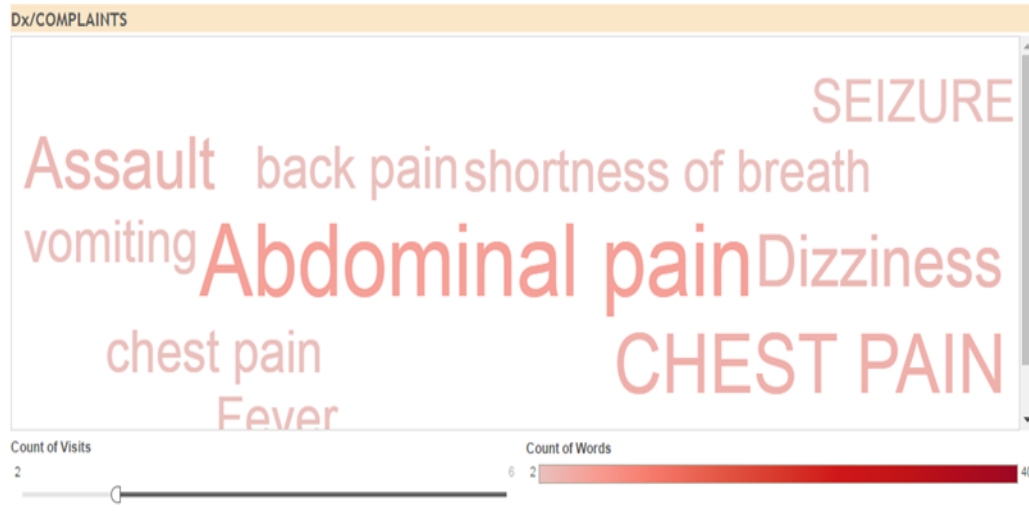 Dx/COMPLAINTS
SEIZURE
Assault back pain shortness of breath
vomiting Abdominal pain Dizziness
chest pain CHEST PAIN
Fever
Count of Visits Count of Words
2 6 2 40